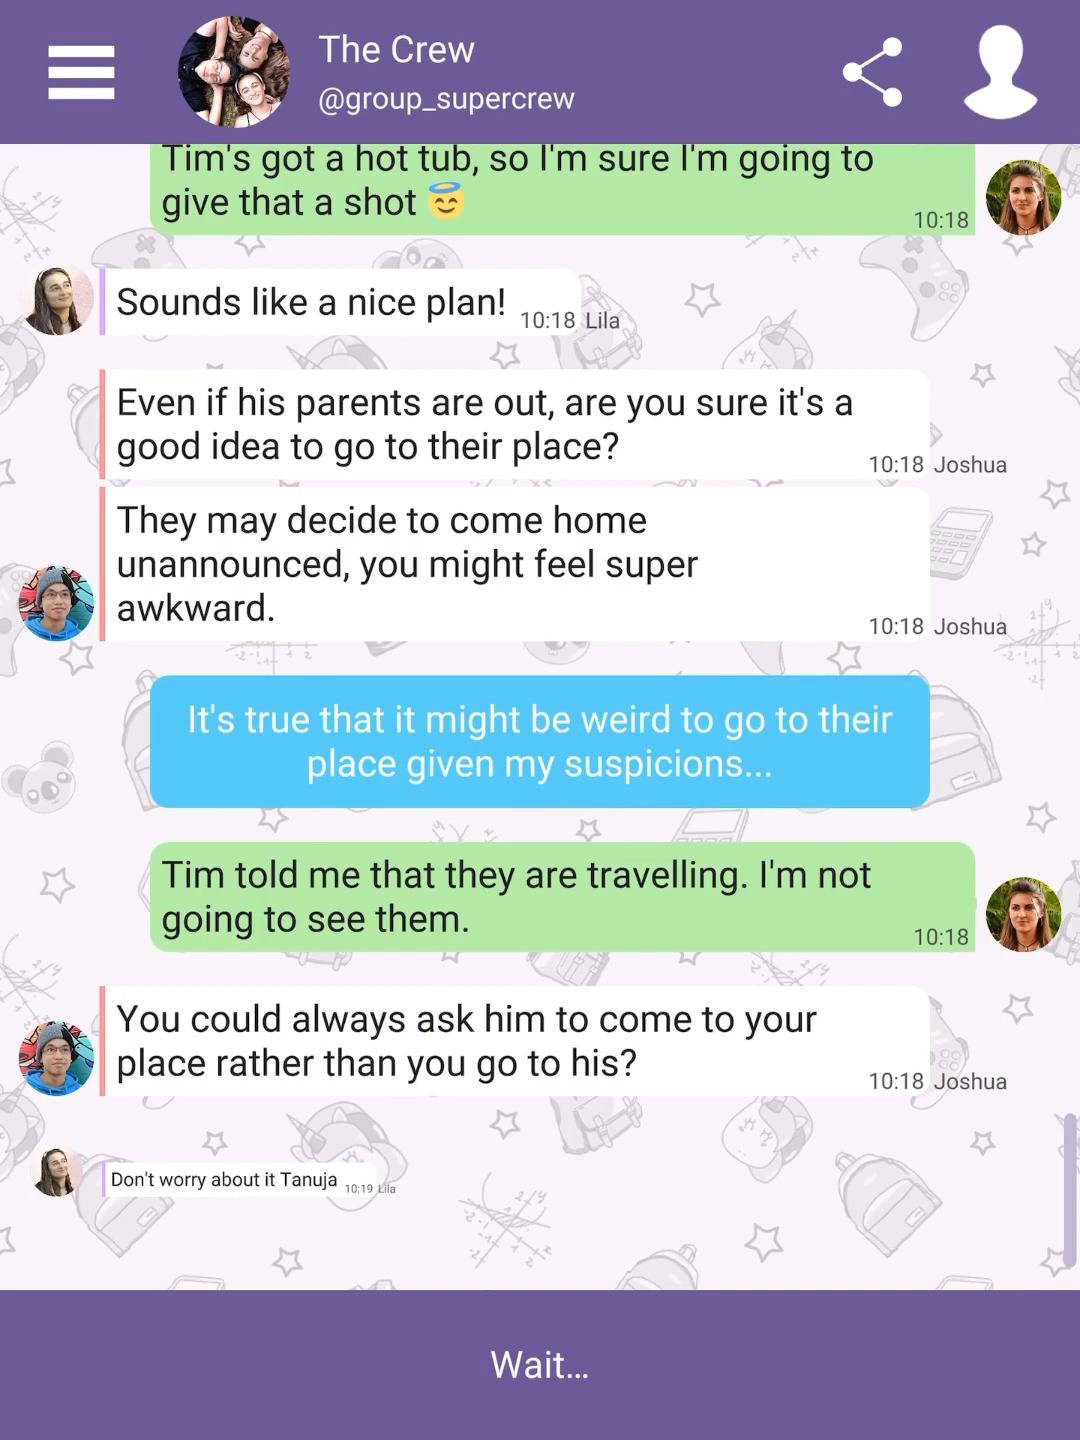 The Crew
@group_supercrew
Tim's got a hot tub, so I'm sure I'm going to
give that a shot 😇
10:18
Sounds like a nice plan!
10:18 Lila
Even if his parents are out, are you sure it's a
good idea to go to their place?
10:18 Joshua
They may decide to come home
unannounced, you might feel super
awkward.
10:18 Joshua
It's true that it might be weird to go to their
place given my suspicions...
Tim told me that they are travelling. I'm not
going to see them.
10:18
You could always ask him to come to your
place rather than you go to his?
10:18 Joshua
Don't worry about it Tanuja
10:19 Lila
Wait...